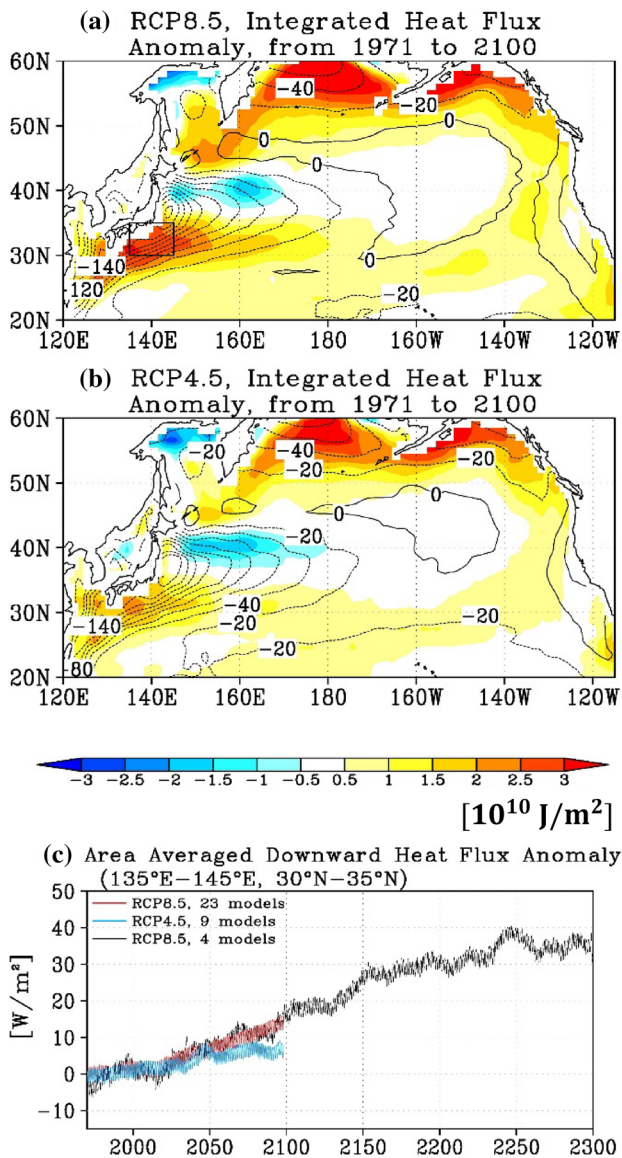 (a) RCP8.5, Integrated Heat Flux
Anomaly, from 1971 to 2100
60N
50N
40N
30N
20N
-40
-20
0
0
0
-140
120
-20
120E 140E 160E 180 160W 140W 120W
(b) RCP4.5, Integrated Heat Flux
Anomaly, from 1971 to 2100
60N
50N
40N
30N
20N
-20
-40
-20
-20
0
0
-20
-140
-40
-20
-20
-20
80
120E 140E 160E 180 160W 140W 120W
-3 -2.5 -2 -1.5 -1 -0.5 0.5 1 1.5 2 2.5 3
[10¹⁰ J/m²]
(c) Area Averaged Downward Heat Flux Anomaly
(135°E-145°E, 30°N-35°N)
RCP8.5, 23 models
RCP4.5, 9 models
RCP8.5, 4 models
[W/m²]
50
40
30
20
10
0
-10
2000 2050 2100 2150 2200 2250 2300